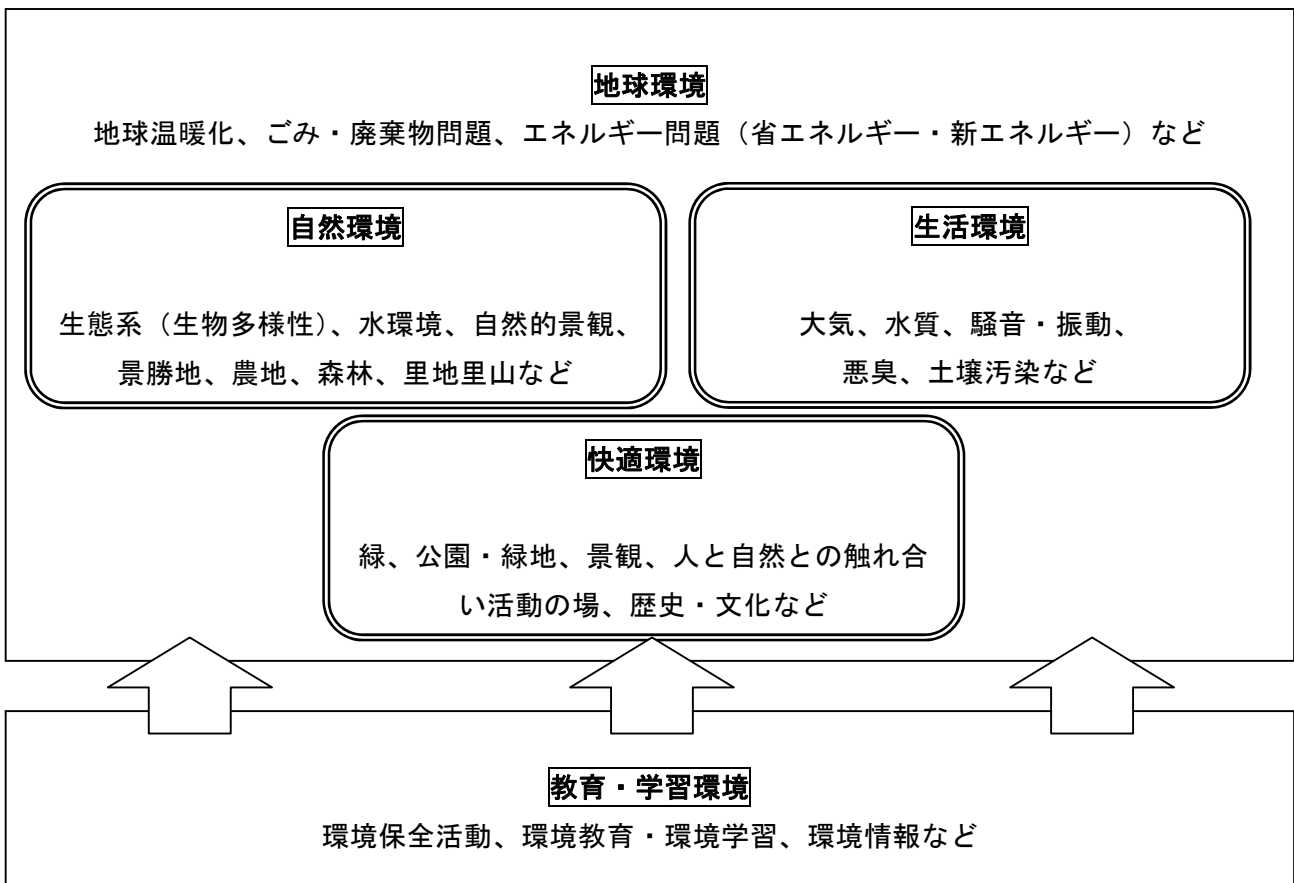 地球環境
地球温暖化、ごみ・廃棄物問題、エネルギー問題（省エネルギー・新エネルギー）など
自然環境
生態系（生物多様性）、水環境、自然的景観、
景勝地、農地、森林、里地里山など
生活環境
大気、水質、騒音・振動、
悪臭、土壌汚染など
快適環境
緑、公園・緑地、景観、人と自然との触れ合
い活動の場、歴史・文化など
教育・学習環境
環境保全活動、環境教育・環境学習、環境情報など